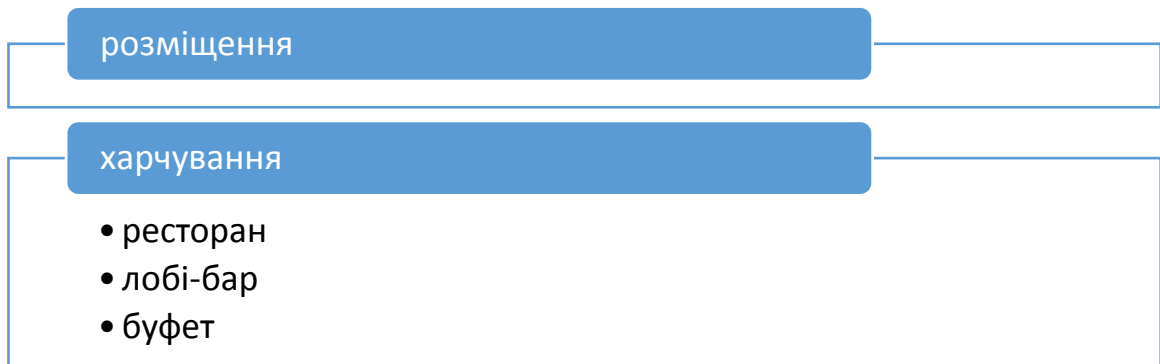 розміщення
харчування
• ресторан
• лобі-бар
• буфет